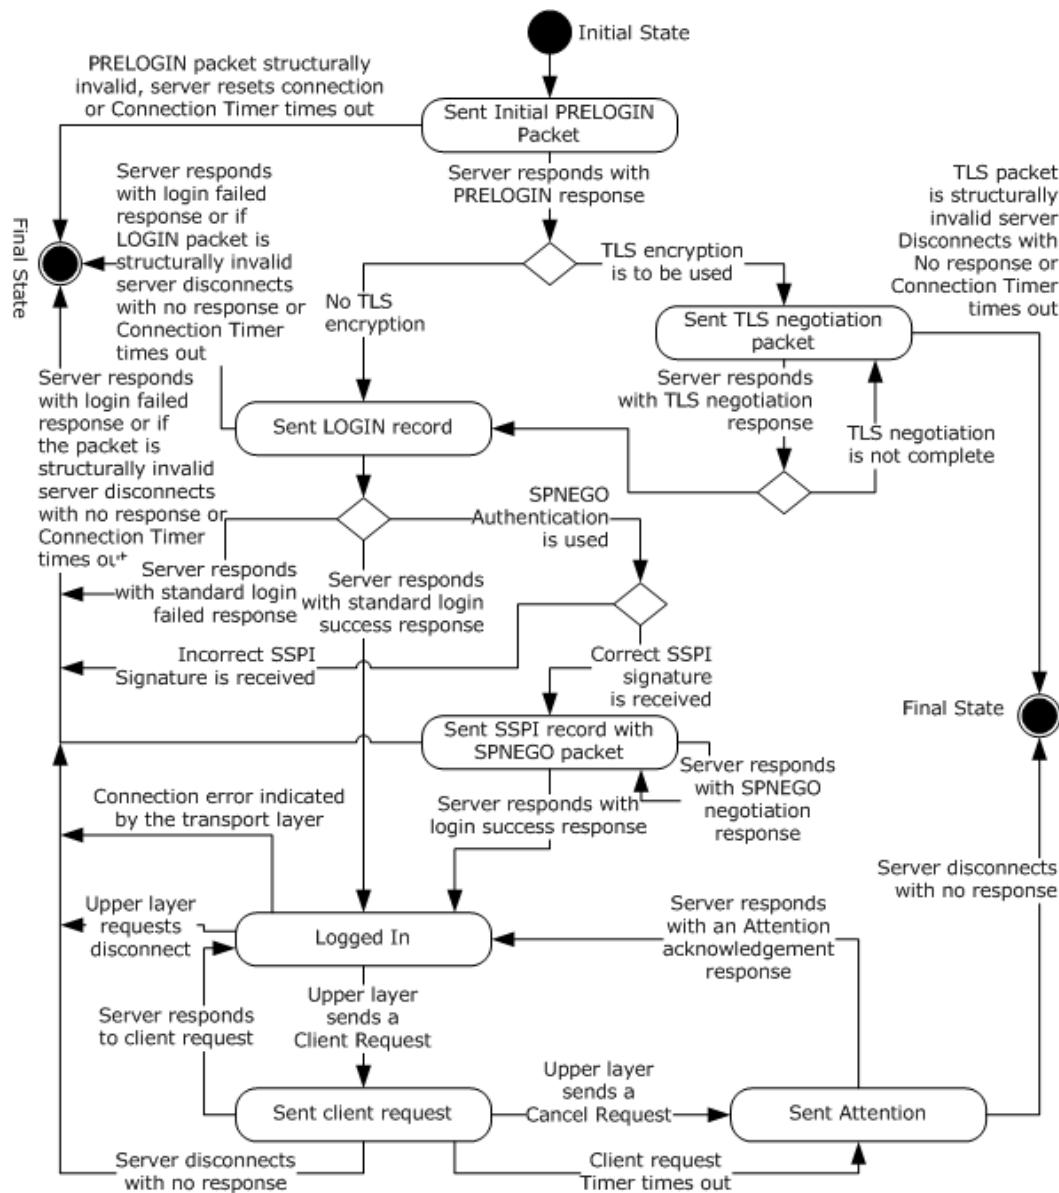 Initial State
PRELOGIN packet structurally
invalid, server resets connection
or Connection Timer times out
Sent Initial PRELOGIN
Packet
Server responds with
PRELOGIN response
TLS packet
is structurally
invalid server
Disconnects with
No response or
Connection Timer
times out
Server responds
with login failed
response or if
LOGIN packet is
structurally invalid
server disconnects
with no response or
Connection Timer
times out
Final State
TLS encryption
is to be used
No TLS
encryption
Sent TLS negotiation
packet
Server responds
with TLS negotiation
response
TLS negotiation
is not complete
Server responds
with login failed
response or if
the packet is
structurally invalid
server disconnects
with no response or
Connection Timer
times out
Sent LOGIN record
SPNEGO
Authentication
is used
Server responds
with standard login
failed response
Server responds
with standard login
success response
Incorrect SSPI
Signature is received
Correct SSPI
signature
is received
Final State
Sent SSPI record with
SPNEGO packet
Server responds
with SPNEGO
negotiation
response
Connection error indicated
by the transport layer
Server responds with
login success response
Server disconnects
with no response
Upper layer
requests
disconnect
Logged In
Server responds
with an Attention
acknowledgement
response
Server responds
to client request
Upper layer
sends a
Client Request
Upper layer
sends a
Cancel Request
Sent client request
Sent Attention
Server disconnects
with no response
Client request
Timer times out